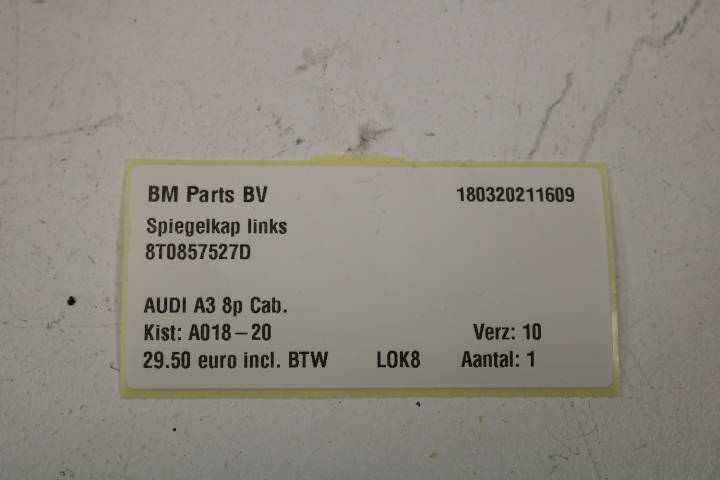 BM Parts BV 180320211609
Spiegelkap links
8T0857527D
AUDI A3 8p Cab.
Kist: A018-20 Verz: 10
29.50 euro incl. BTW LOK8 Aantal: 1